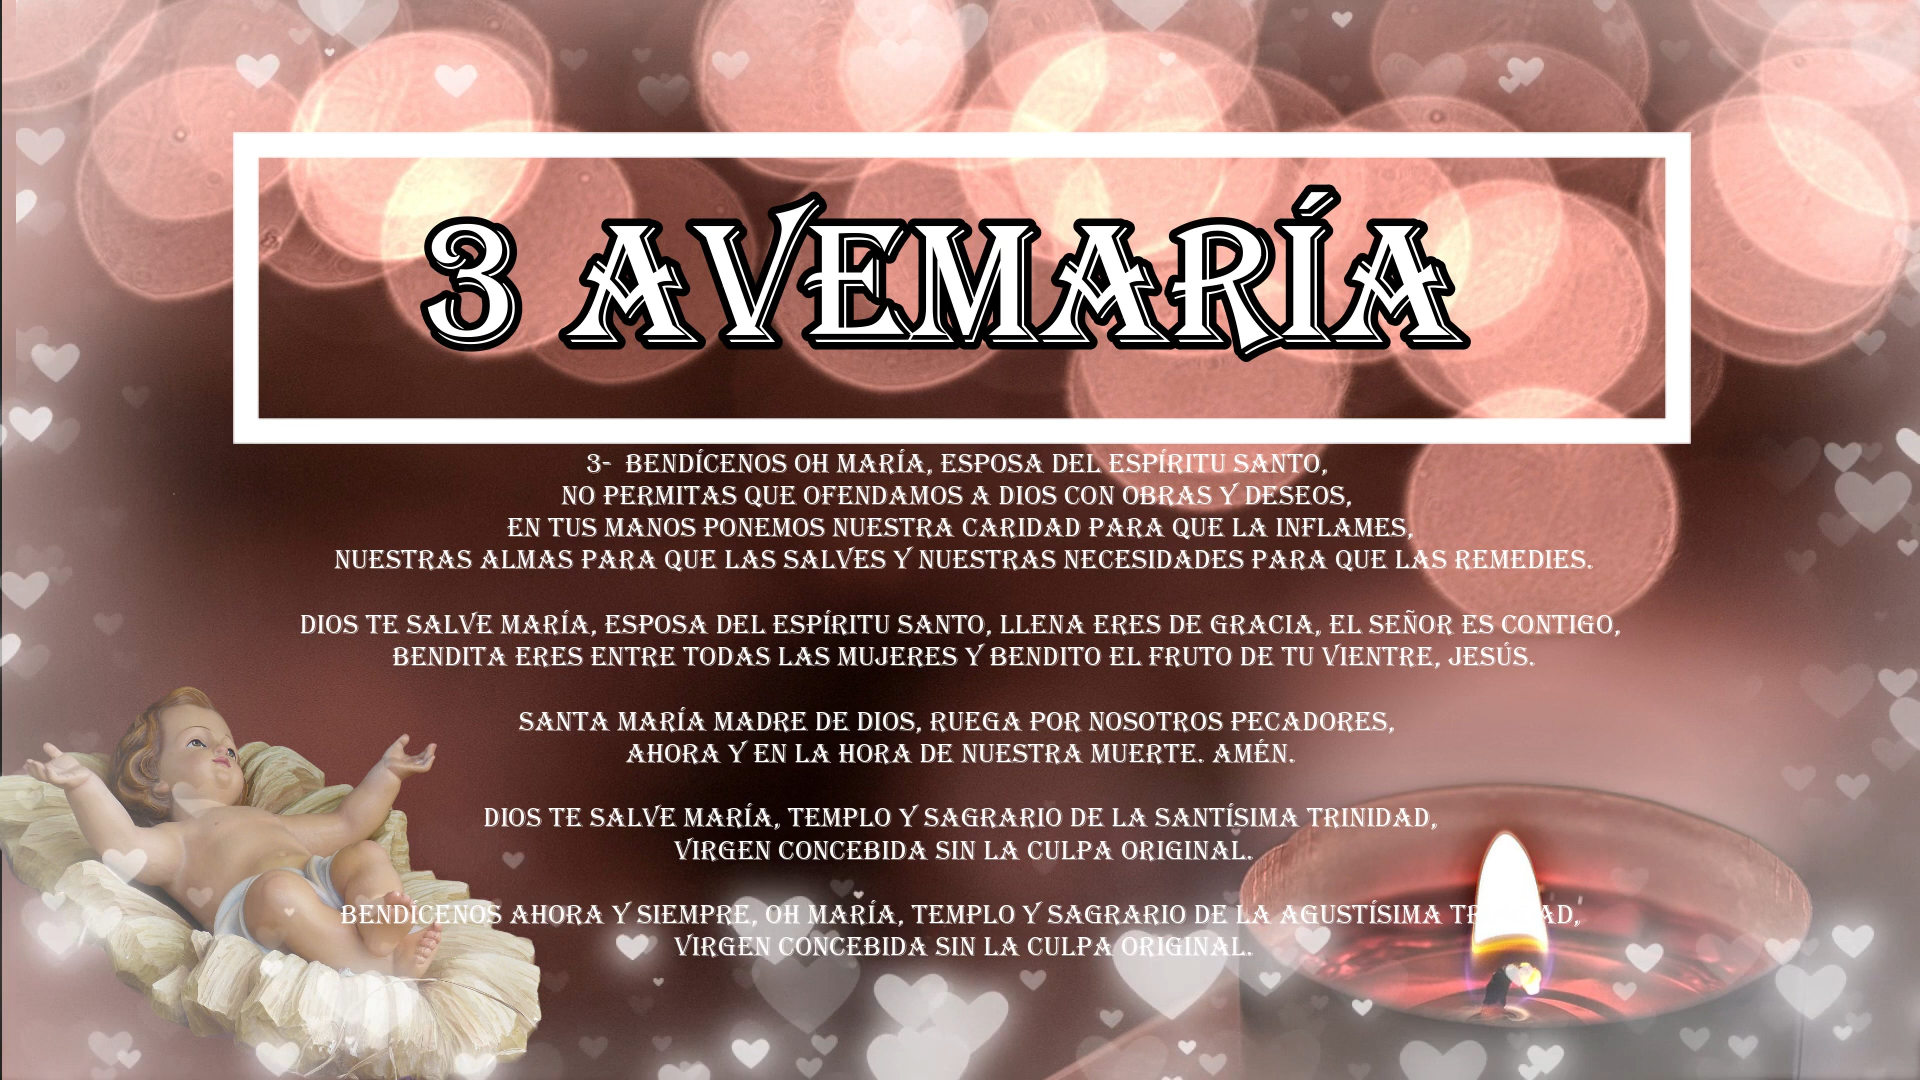 3 AVEMARÍA
3- BENDÍCENOS OH MARÍA, ESPOSA DEL ESPÍRITU SANTO,
NO PERMITAS QUE OFENDAMOS A DIOS CON OBRAS Y DESEOS,
EN TUS MANOS PONEMOS NUESTRA CARIDAD PARA QUE LA INFLAMES,
NUESTRAS ALMAS PARA QUE LAS SALVES Y NUESTRAS NECESIDADES PARA QUE LAS REMEDIES.
DIOS TE SALVE MARÍA, ESPOSA DEL ESPÍRITU SANTO, LLENA ERES DE GRACIA, EL SEÑOR ES CONTIGO,
BENDITA ERES ENTRE TODAS LAS MUJERES Y BENDITO EL FRUTO DE TU VIENTRE, JESÚS.
SANTA MARÍA MADRE DE DIOS, RUEGA POR NOSOTROS PECADORES,
AHORA Y EN LA HORA DE NUESTRA MUERTE. AMÉN.
DIOS TE SALVE MARÍA, TEMPLO Y SAGRARIO DE LA SANTÍSIMA TRINIDAD,
VIRGEN CONCEBIDA SIN LA CULPA ORIGINAL.
BENDÍCENOS AHORA Y SIEMPRE, OH MARÍA, TEMPLO Y SAGRARIO DE LA AGUSTÍSIMA TRINIDAD,
VIRGEN CONCEBIDA SIN LA CULPA ORIGINAL.